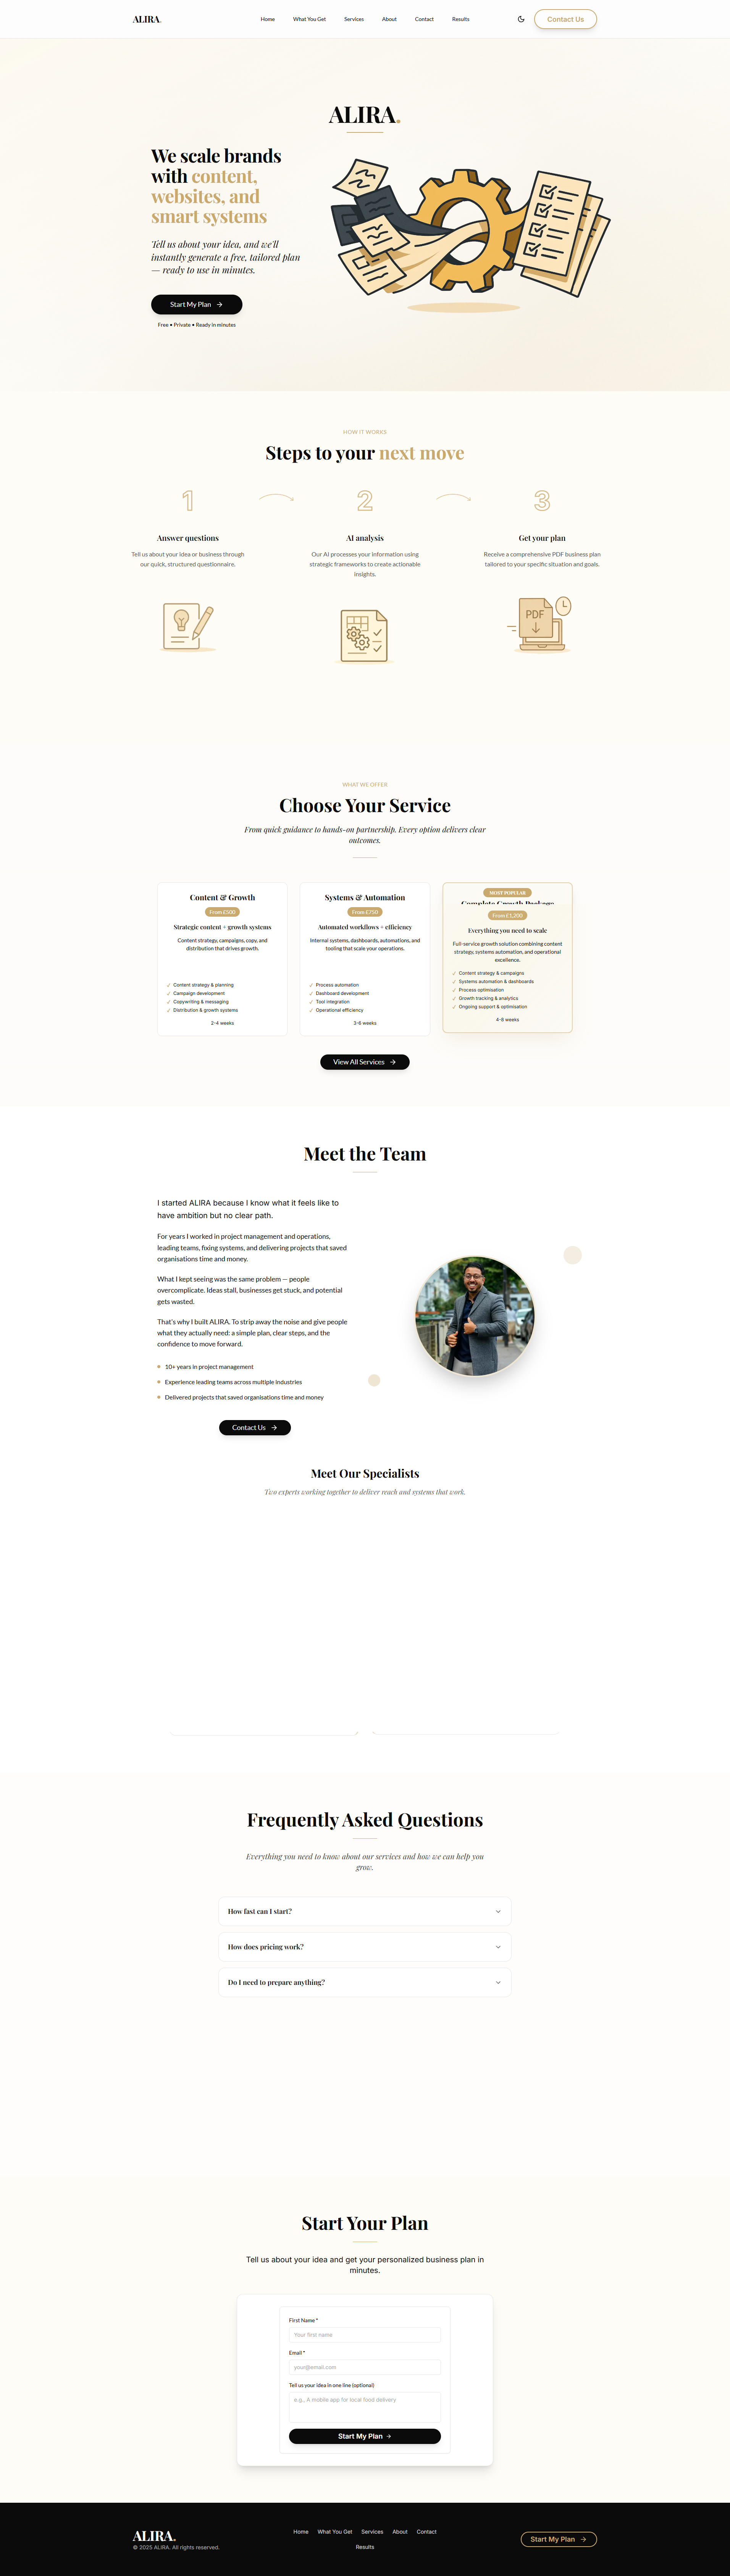 ALIRA.
Home
What You Get
Services
About
Contact
Results
Contact Us
ALIRA.
We scale brands
with content,
websites, and
smart systems
Tell us about your idea, and we'll
instantly generate a free, tailored plan
— ready to use in minutes.
Start My Plan
Free • Private • Ready in minutes
HOW IT WORKS
Steps to your next move
1
Answer questions
Tell us about your idea or business through
our quick, structured questionnaire.
2
AI analysis
Our AI processes your information using
strategic frameworks to create actionable
insights.
3
Get your plan
Receive a comprehensive PDF business plan
tailored to your specific situation and goals.
PDF
WHAT WE OFFER
Choose Your Service
From quick guidance to hands-on partnership. Every option delivers clear
outcomes.
Content & Growth
From £500
Strategic content + growth systems
Content strategy, campaigns, copy, and
distribution that drives growth.
Content strategy & planning
Campaign development
Copywriting & messaging
Distribution & growth systems
2-4 weeks
Systems & Automation
From £750
Automated workflows + efficiency
Internal systems, dashboards, automations, and
tooling that scale your operations.
Process automation
Dashboard development
Tool integration
Operational efficiency
3-6 weeks
MOST POPULAR
Complete Growth Package
From £1,200
Everything you need to scale
Full-service growth solution combining content
strategy, systems automation, and operational
excellence.
Content strategy & campaigns
Systems automation & dashboards
Process optimisation
Growth tracking & analytics
Ongoing support & optimisation
4-8 weeks
View All Services
Meet the Team
I started ALIRA because I know what it feels like to
have ambition but no clear path.
For years I worked in project management and operations,
leading teams, fixing systems, and delivering projects that saved
organisations time and money.
What I kept seeing was the same problem — people
overcomplicate. Ideas stall, businesses get stuck, and potential
gets wasted.
That's why I built ALIRA. To strip away the noise and give people
what they actually need: a simple plan, clear steps, and the
confidence to move forward.
10+ years in project management
Experience leading teams across multiple industries
Delivered projects that saved organisations time and money
Contact Us
Meet Our Specialists
Two experts working together to deliver reach and systems that work.
Frequently Asked Questions
Everything you need to know about our services and how we can help you
grow.
How fast can I start?
How does pricing work?
Do I need to prepare anything?
Start Your Plan
Tell us about your idea and get your personalized business plan in
minutes.
First Name *
Your first name
Email *
your@email.com
Tell us your idea in one line (optional)
e.g., A mobile app for local food delivery
Start My Plan
ALIRA.
© 2025 ALIRA. All rights reserved.
Home
What You Get
Services
About
Contact
Results
Start My Plan